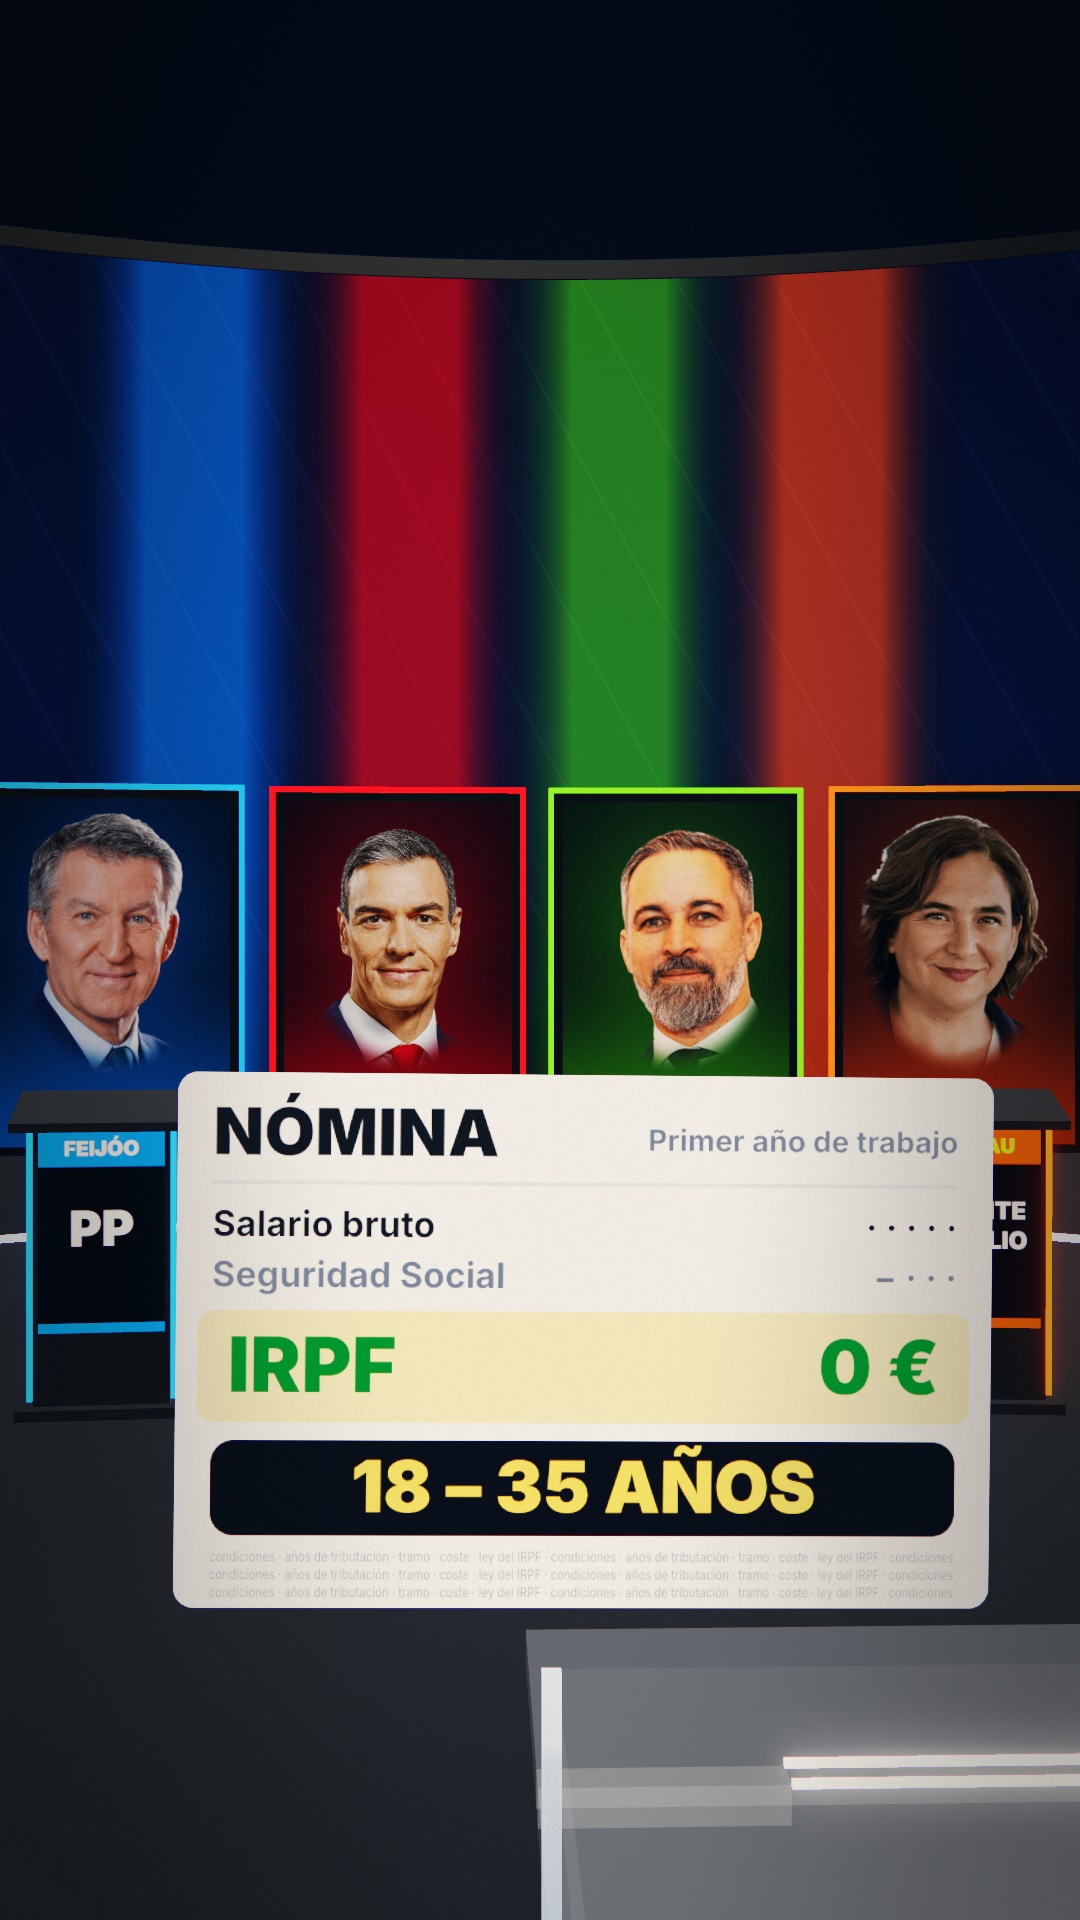 FEIJÓO
PP
NÓMINA
Primer año de trabajo
Salario bruto
Seguridad Social
IRPF
0 €
18 – 35 AÑOS
condiciones · años de tributación · tramo · coste · ley del IRPF · condiciones · años de tributación · tramo · coste · ley del IRPF · condiciones
condiciones · años de tributación · tramo · coste · ley del IRPF · condiciones · años de tributación · tramo · coste · ley del IRPF · condiciones
condiciones · años de tributación · tramo · coste · ley del IRPF · condiciones · años de tributación · tramo · coste · ley del IRPF · condiciones
AU
TE
LIO